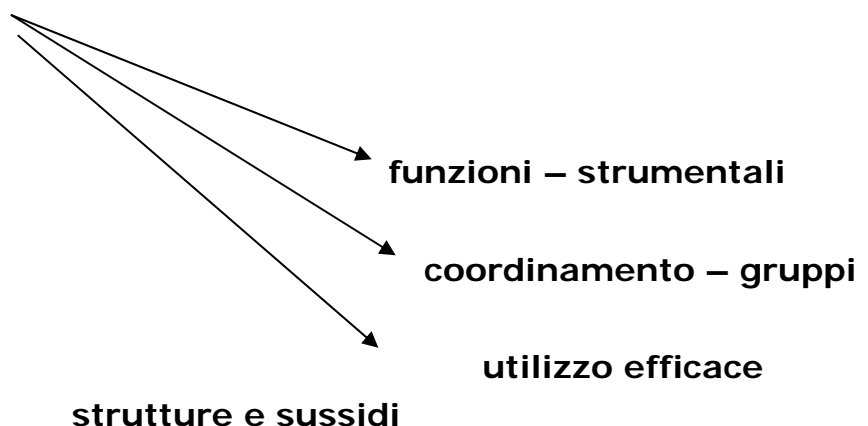 funzioni – strumentali
coordinamento – gruppi
utilizzo efficace
strutture e sussidi